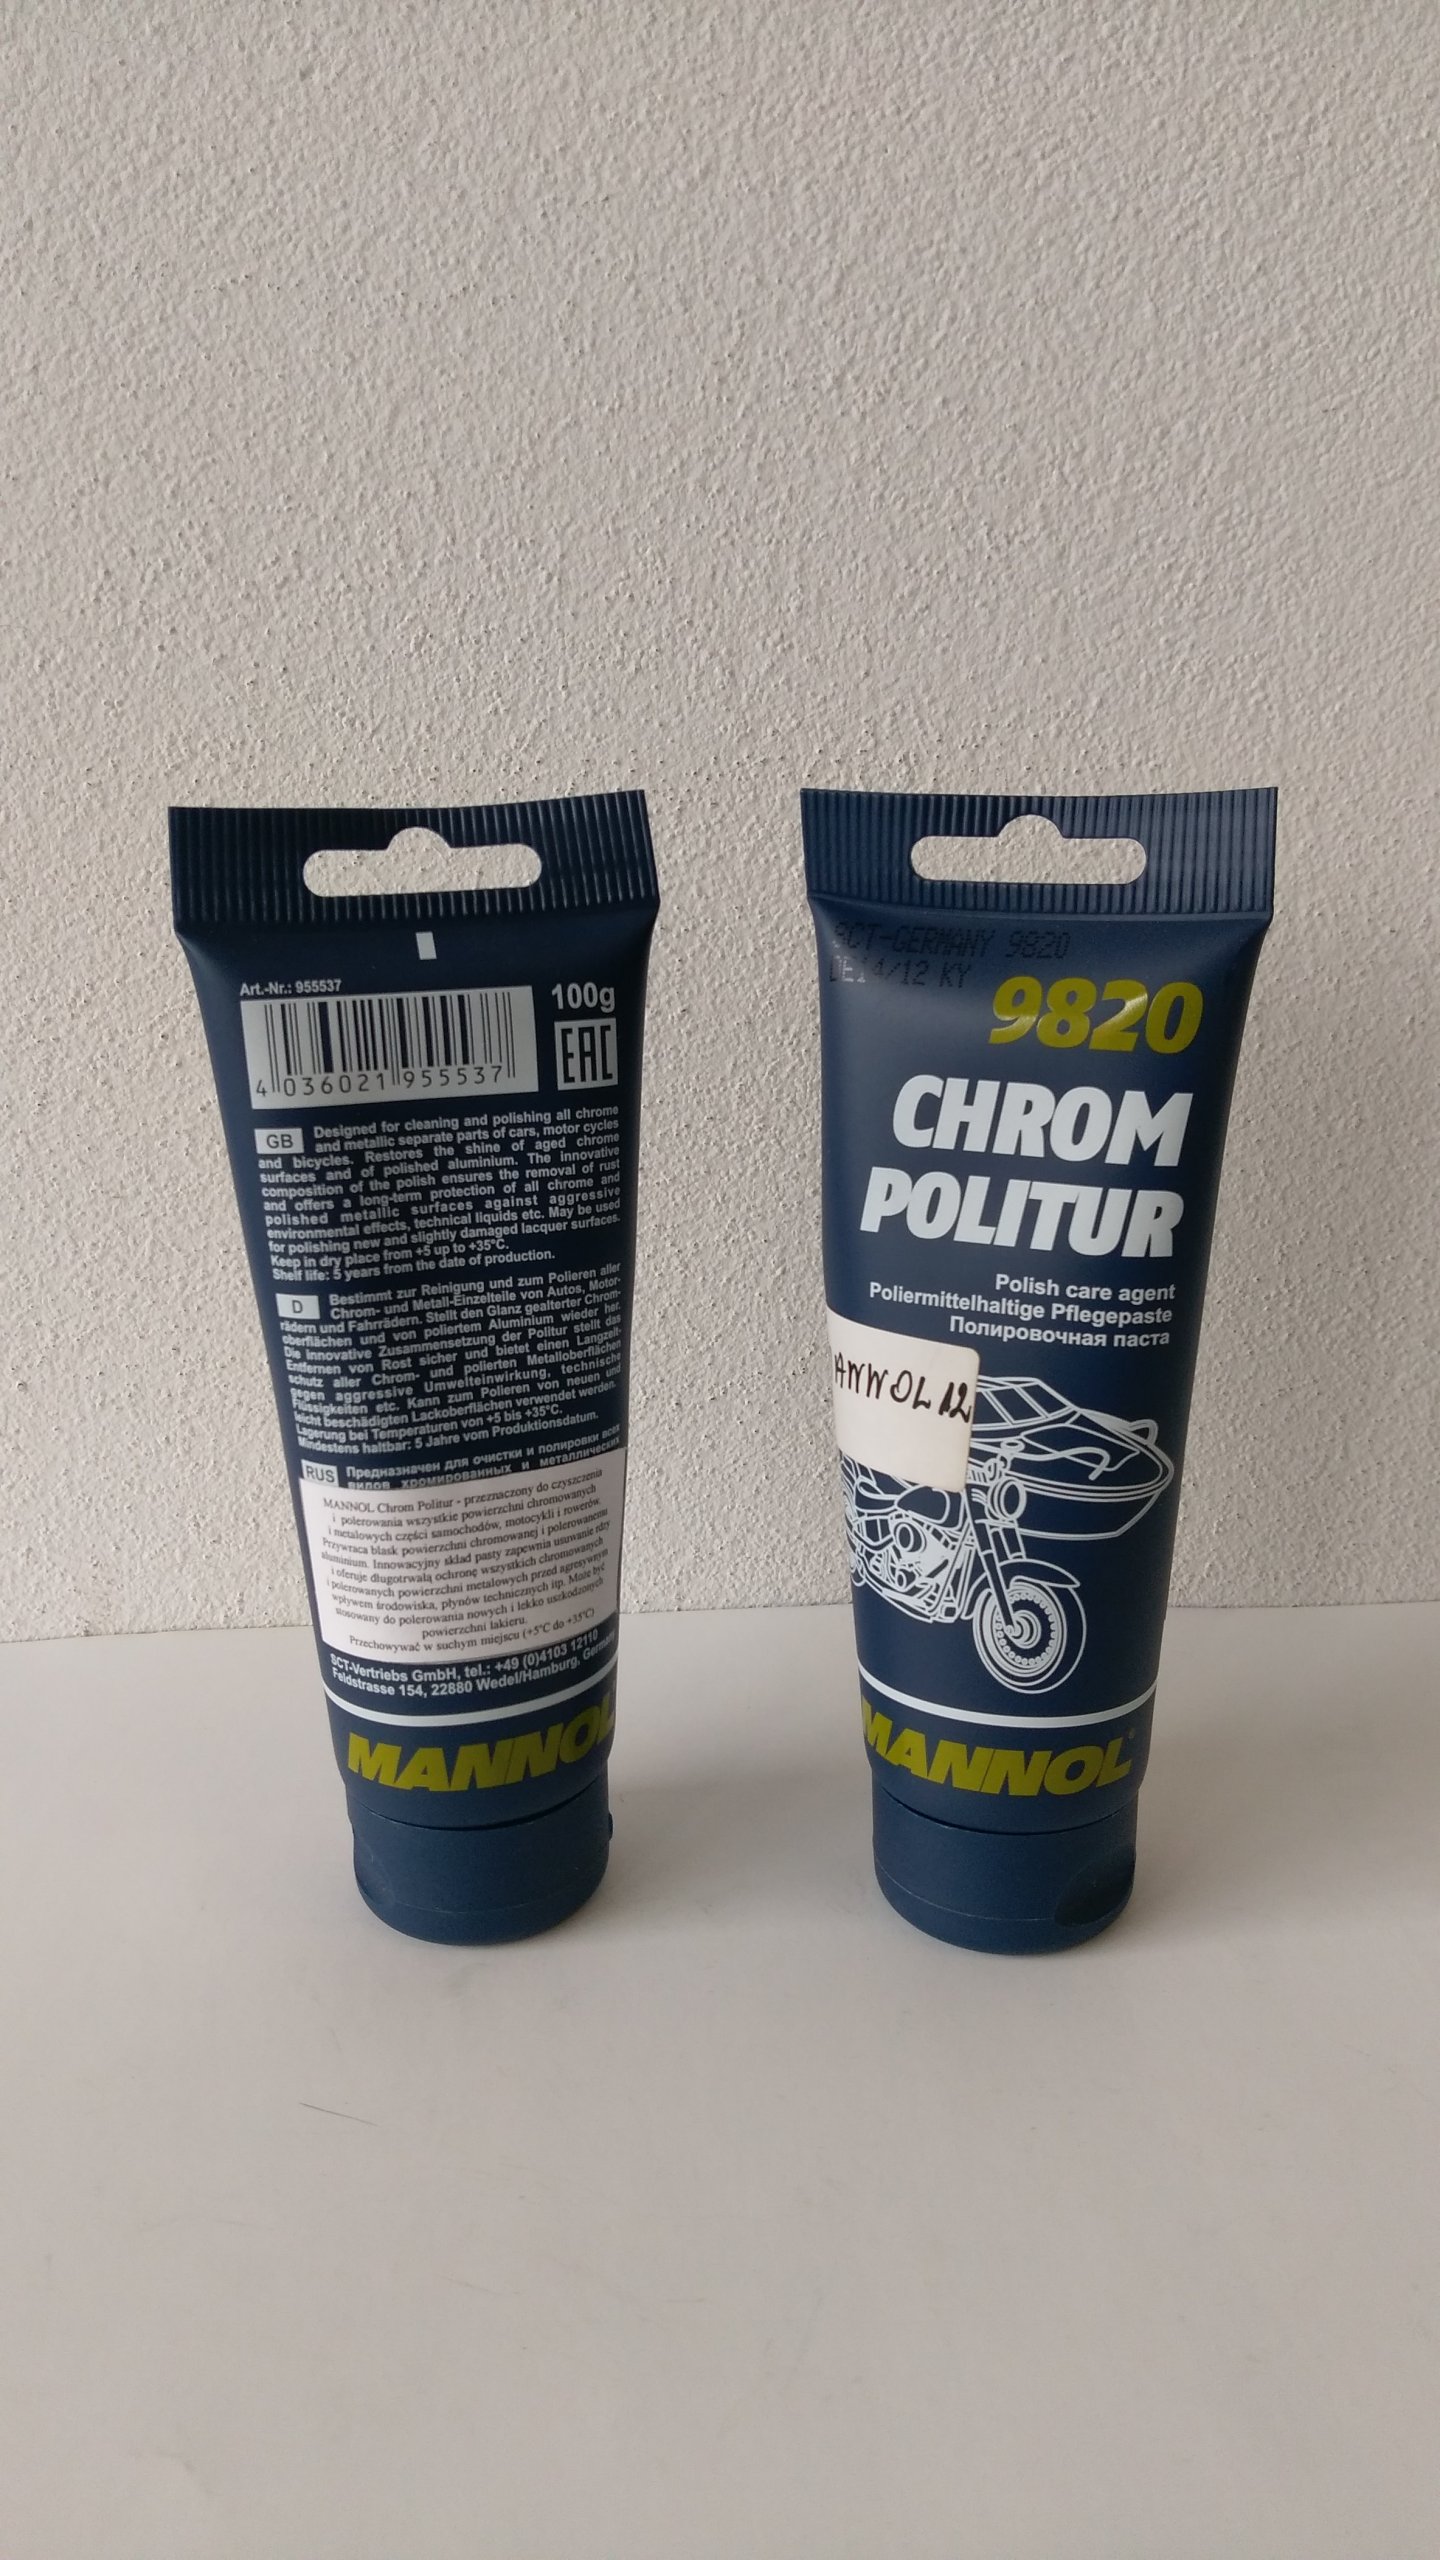 Art.-Nr.: 955537
100g
EAC
4 036021 955537
GB Designed for cleaning and polishing all chrome
and metallic separate parts of cars, motor cycles
and bicycles. Restores the shine of aged chrome
surfaces and of polished aluminium. The innovative
composition of the polish ensures the removal of rust
and offers a long-term protection of all chrome and
polished metallic surfaces against aggressive
environmental effects, technical liquids etc. May be used
for polishing new and slightly damaged lacquer surfaces.
Keep in dry place from +5 up to +35°C.
Shelf life: 5 years from the date of production.
D Bestimmt zur Reinigung und zum Polieren aller
Chrom- und Metall-Einzelteile von Autos, Motor-
rädern und Fahrrädern. Stellt den Glanz gealterter Chrom-
oberflächen und von poliertem Aluminium wieder her.
Die innovative Zusammensetzung der Politur stellt das
Entfernen von Rost sicher und bietet einen Langzeit-
schutz aller Chrom- und polierten Metalloberflächen
gegen aggressive Umwelteinwirkung, technische
Flüssigkeiten etc. Kann zum Polieren von neuen und
leicht beschädigten Lackoberflächen verwendet werden.
Lagerung bei Temperaturen von +5 bis +35°C.
Mindestens haltbar: 5 Jahre vom Produktionsdatum.
RUS Предназначен для очистки и полировки всех
видов хромированных и металлических
MANNOL Chrom Politur - przeznaczony do czyszczenia
i polerowania wszystkie powierzchni chromowanych
i metalowych części samochodów, motocykli i rowerów.
Przywraca blask powierzchni chromowanej i polerowanemu
aluminium. Innowacyjny skład pasty zapewnia usuwanie rdzy
i oferuje długotrwałą ochronę wszystkich chromowanych
i polerowanych powierzchni metalowych przed agresywnym
wpływem środowiska, płynów technicznych itp. Może być
stosowany do polerowania nowych i lekko uszkodzonych
powierzchni lakieru.
Przechowywać w suchym miejscu (+5°C do +35°C)
SCT-Vertriebs GmbH, tel.: +49 (0)4103 12110
Feldstrasse 154, 22880 Wedel/Hamburg, Germany
MANNOL
SCT-GERMANY 9820
DE14/12 KY
9820
CHROM
POLITUR
Polish care agent
Poliermittelhaltige Pflegepaste
Полировочная паста
ANNOL 12
MANNOL®